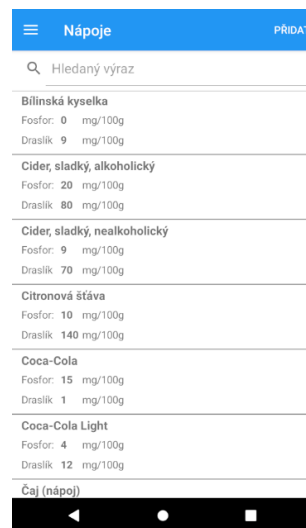 Nápoje PŘIDAT
Hledaný výraz
Bílinská kyselka
Fosfor: 0 mg/100g
Draslík 9 mg/100g
Cider, sladký, alkoholický
Fosfor: 20 mg/100g
Draslík 80 mg/100g
Cider, sladký, nealkoholický
Fosfor: 9 mg/100g
Draslík 70 mg/100g
Citronová šťáva
Fosfor: 10 mg/100g
Draslík 140 mg/100g
Coca-Cola
Fosfor: 15 mg/100g
Draslík 1 mg/100g
Coca-Cola Light
Fosfor: 4 mg/100g
Draslík 12 mg/100g
Čaj (nápoj)